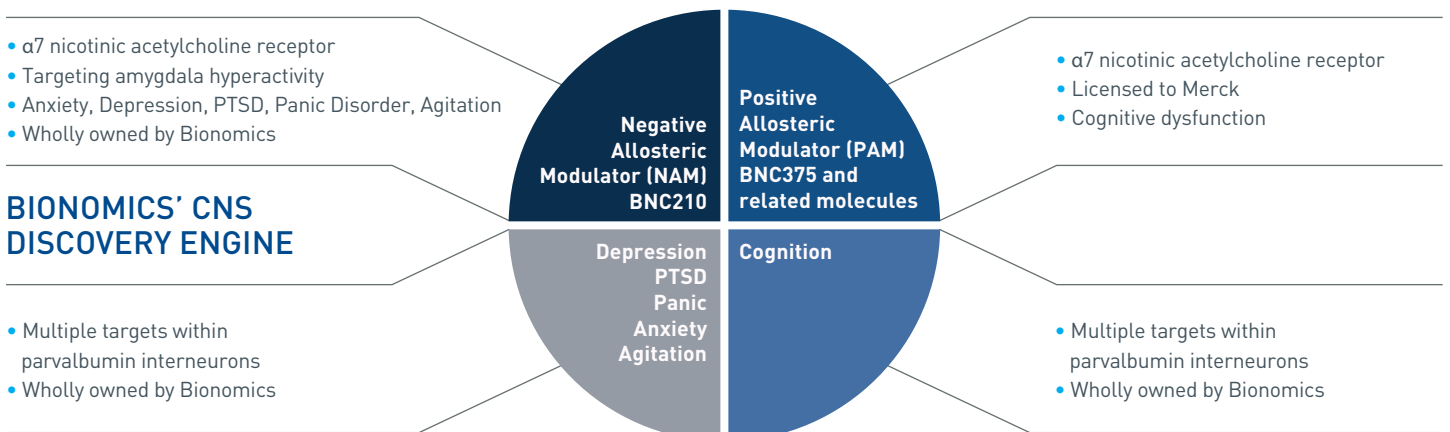 • α7 nicotinic acetylcholine receptor
• Targeting amygdala hyperactivity
• Anxiety, Depression, PTSD, Panic Disorder, Agitation
• Wholly owned by Bionomics
Negative
Allosteric
Modulator (NAM)
BNC210
Positive
Allosteric
Modulator (PAM)
BNC375 and
related molecules
• α7 nicotinic acetylcholine receptor
• Licensed to Merck
• Cognitive dysfunction
BIONOMICS’ CNS
DISCOVERY ENGINE
• Multiple targets within
parvalbumin interneurons
• Wholly owned by Bionomics
Depression
PTSD
Panic
Anxiety
Agitation
Cognition
• Multiple targets within
parvalbumin interneurons
• Wholly owned by Bionomics